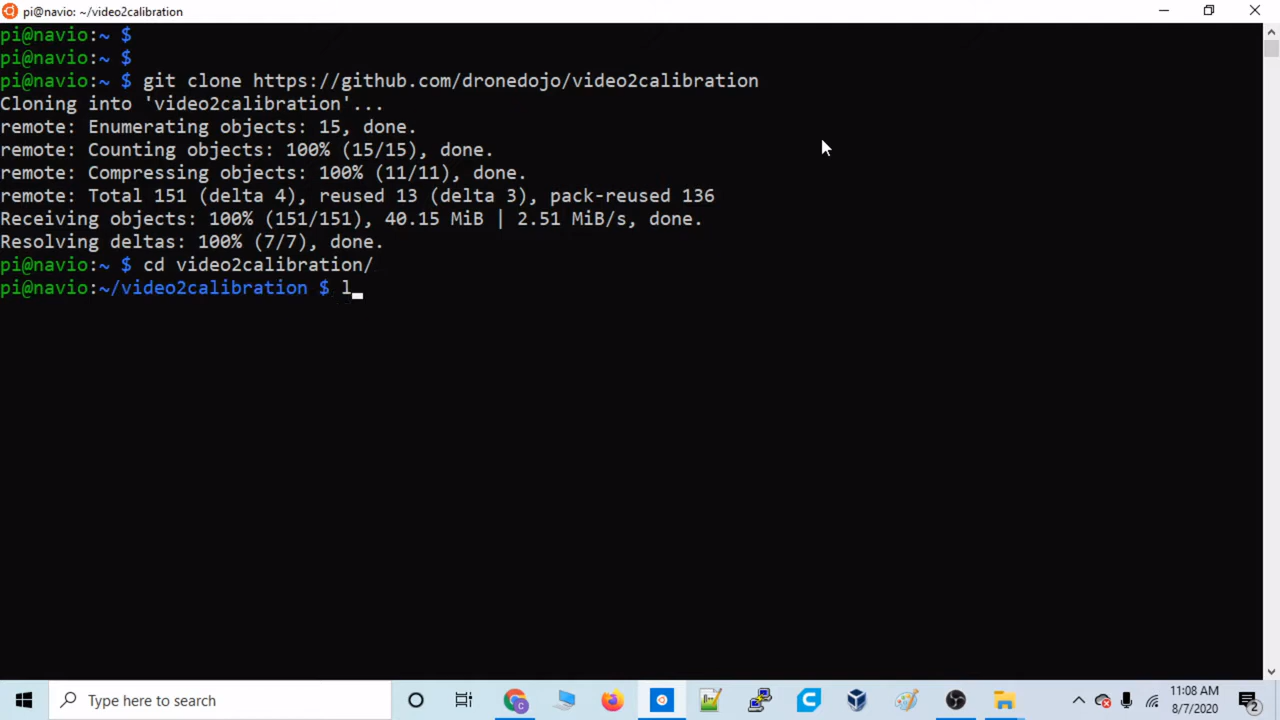 pi@navio: ~/video2calibration
pi@navio:~ $
pi@navio:~ $
pi@navio:~ $ git clone https://github.com/dronedojo/video2calibration
Cloning into 'video2calibration'...
remote: Enumerating objects: 15, done.
remote: Counting objects: 100% (15/15), done.
remote: Compressing objects: 100% (11/11), done.
remote: Total 151 (delta 4), reused 13 (delta 3), pack-reused 136
Receiving objects: 100% (151/151), 40.15 MiB | 2.51 MiB/s, done.
Resolving deltas: 100% (7/7), done.
pi@navio:~ $ cd video2calibration/
pi@navio:~/video2calibration $ l
Type here to search
11:08 AM
8/7/2020
2